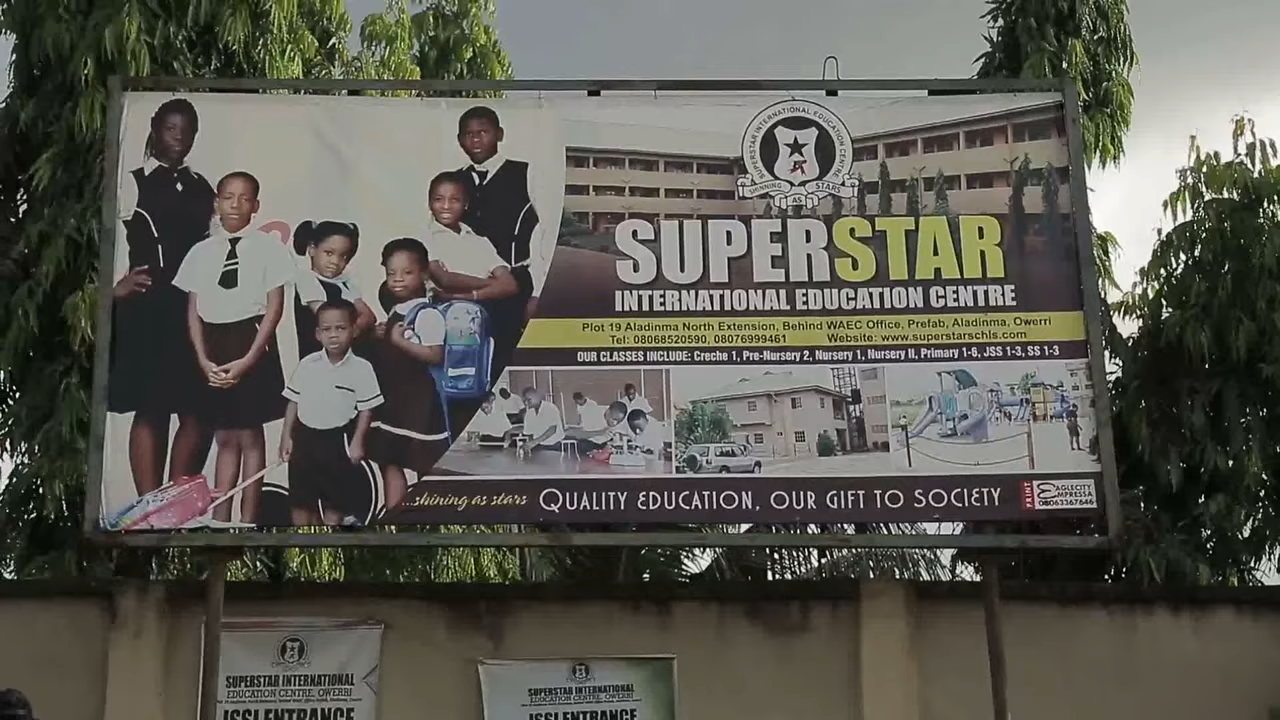 SUPERSTAR INTERNATIONAL EDUCATION CENTRE
SHINNING AS STARS
SUPERSTAR
INTERNATIONAL EDUCATION CENTRE
Plot 19 Aladinma North Extension, Behind WAEC Office, Prefab, Aladinma, Owerri
Tel: 08068520590, 08076999461 Website: www.superstarschls.com
OUR CLASSES INCLUDE: Creche 1, Pre-Nursery 2, Nursery 1, Nursery II, Primary 1-6, JSS 1-3, SS 1-3
...shining as stars QUALITY EDUCATION, OUR GIFT TO SOCIETY
PRINT EAGLECITY EMPRESSA
08063367646
SUPERSTAR INTERNATIONAL
EDUCATION CENTRE, OWERRI
JSSI ENTRANCE
SUPERSTAR INTERNATIONAL
EDUCATION CENTRE, OWERRI
JSSI ENTRANCE